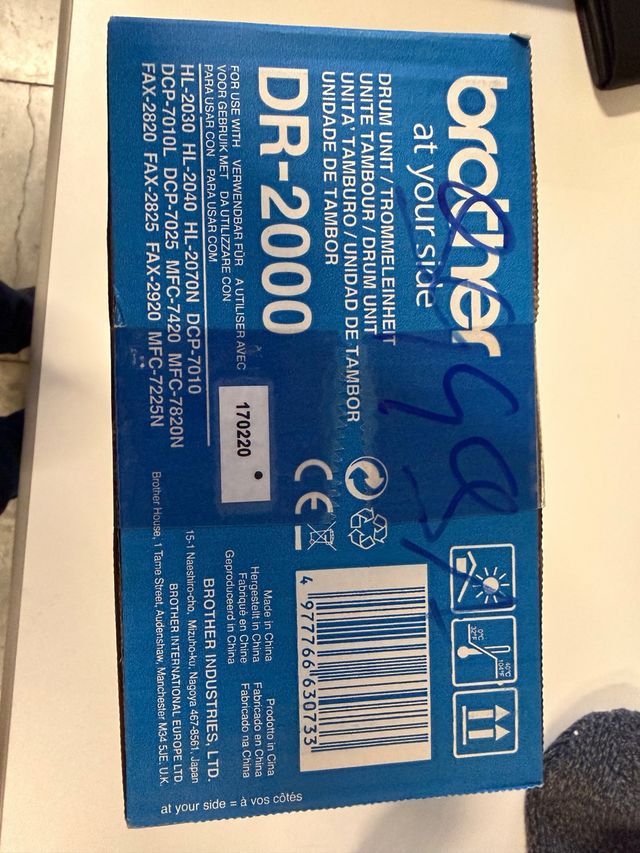 brother
at your side
DRUM UNIT / TROMMELEINHEIT
UNITE TAMBOUR / DRUM UNIT
UNITA' TAMBURO / UNIDAD DE TAMBOR
UNIDADE DE TAMBOR
DR-2000
FOR USE WITH VERWENDBAR FÜR A UTILISER AVEC
VOOR GEBRUIK MET DA UTILIZZARE CON
PARA USAR CON PARA USAR COM
HL-2030 HL-2040 HL-2070N DCP-7010
DCP-7010L DCP-7025 MFC-7420 MFC-7820N
FAX-2820 FAX-2825 FAX-2920 MFC-7225N
170220
CE
0°C
32°F
40°C
104°F
4 977766 630733
Made in China Prodotto in Cina
Hergestellt in China Fabricado en China
Fabriqué en Chine Fabricado na China
Geproduceerd in China
BROTHER INDUSTRIES, LTD.
15-1 Naeshiro-cho, Mizuho-ku, Nagoya 467-8561, Japan
BROTHER INTERNATIONAL EUROPE LTD.
Brother House, 1 Tame Street, Audenshaw, Manchester M34 5JE, U.K.
at your side = à vos côtés